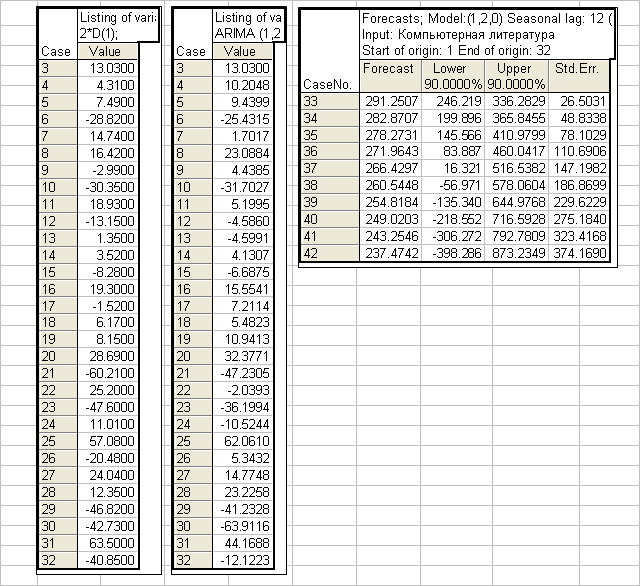 Listing of varia
2*D(1);
Case Value
3 13.0300
4 4.3100
5 7.4900
6 -28.8200
7 14.7400
8 16.4200
9 -2.9900
10 -30.3500
11 18.9300
12 -13.1500
13 1.3500
14 3.5200
15 -8.2800
16 19.3000
17 -1.5200
18 6.1700
19 8.1500
20 28.6900
21 -60.2100
22 25.2000
23 -47.6000
24 11.0100
25 57.0800
26 -20.4800
27 24.0400
28 12.3500
29 -46.8200
30 -42.7300
31 63.5000
32 -40.8500
Listing of va
ARIMA (1,2
Case Value
3 13.0300
4 10.2048
5 9.4399
6 -25.4315
7 1.7017
8 23.0884
9 4.4385
10 -31.7027
11 5.1995
12 -4.5860
13 -4.5991
14 4.1307
15 -6.6875
16 15.5541
17 7.2114
18 5.4823
19 10.9413
20 32.3771
21 -47.2305
22 -2.0393
23 -36.1994
24 -10.5244
25 62.0610
26 5.3432
27 14.7748
28 23.2258
29 -41.2328
30 -63.9116
31 44.1688
32 -12.1223
Forecasts; Model:(1,2,0) Seasonal lag: 12 (
Input: Компьютерная литература
Start of origin: 1 End of origin: 32
Forecast Lower Upper Std.Err.
CaseNo. 90.0000% 90.0000%
33 291.2507 246.219 336.2829 26.5031
34 282.8707 199.896 365.8455 48.8338
35 278.2731 145.566 410.9799 78.1029
36 271.9643 83.887 460.0417 110.6906
37 266.4297 16.321 516.5382 147.1982
38 260.5448 -56.971 578.0604 186.8699
39 254.8184 -135.340 644.9768 229.6229
40 249.0203 -218.552 716.5928 275.1840
41 243.2546 -306.272 792.7809 323.4168
42 237.4742 -398.286 873.2349 374.1690